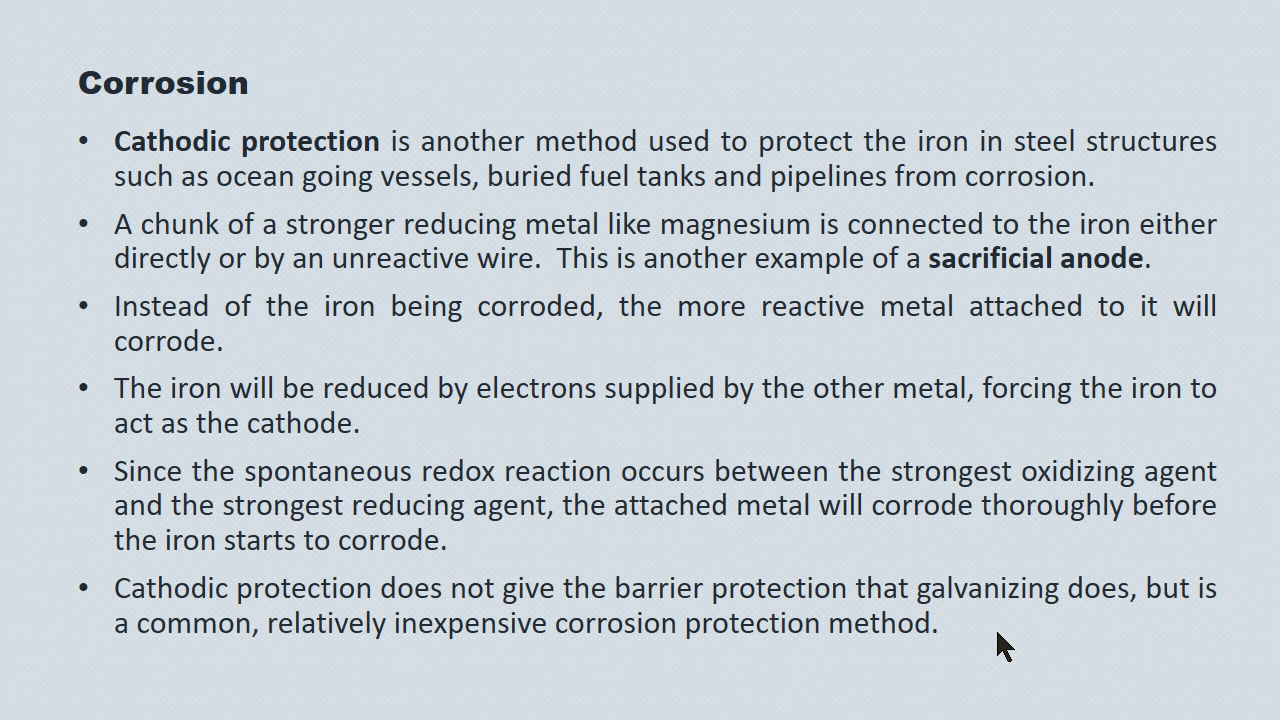 Corrosion
• Cathodic protection is another method used to protect the iron in steel structures
such as ocean going vessels, buried fuel tanks and pipelines from corrosion.
• A chunk of a stronger reducing metal like magnesium is connected to the iron either
directly or by an unreactive wire.  This is another example of a sacrificial anode.
• Instead of the iron being corroded, the more reactive metal attached to it will
corrode.
• The iron will be reduced by electrons supplied by the other metal, forcing the iron to
act as the cathode.
• Since the spontaneous redox reaction occurs between the strongest oxidizing agent
and the strongest reducing agent, the attached metal will corrode thoroughly before
the iron starts to corrode.
• Cathodic protection does not give the barrier protection that galvanizing does, but is
a common, relatively inexpensive corrosion protection method.